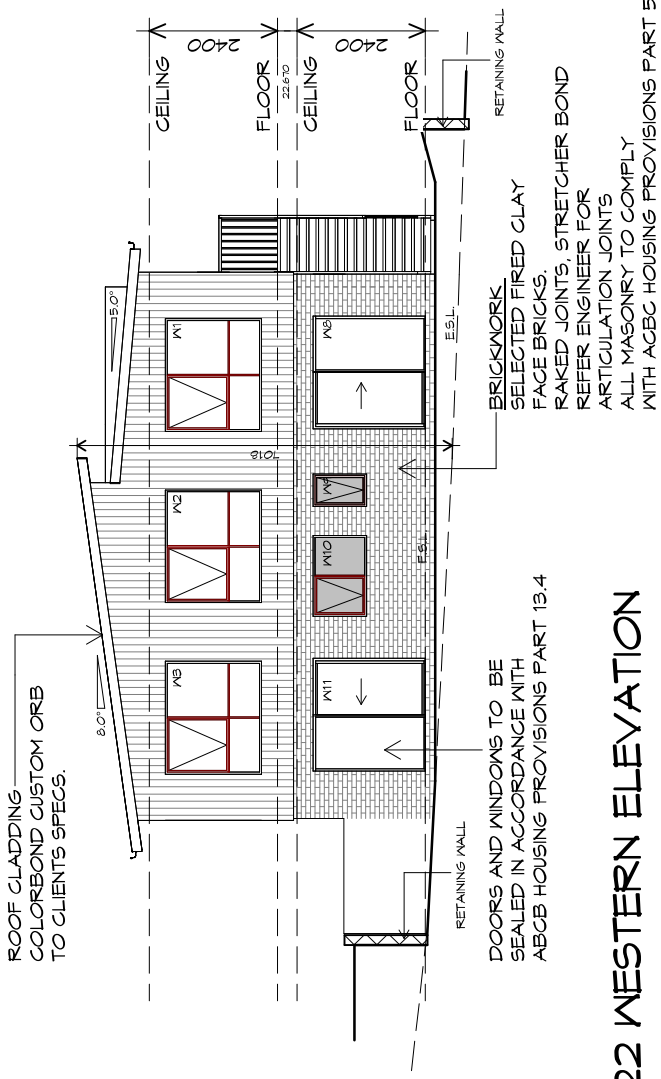 ROOF CLADDING
COLORBOND CUSTOM ORB
TO CLIENTS SPECS.
8.0°
5.0°
CEILING
2400
FLOOR
22.670
CEILING
2400
FLOOR
W3
W2
W1
7018
W11
W10
W9
W8
F.S.L.
E.S.L.
RETAINING WALL
RETAINING WALL
DOORS AND WINDOWS TO BE
SEALED IN ACCORDANCE WITH
ABCB HOUSING PROVISIONS PART 13.4
BRICKWORK
SELECTED FIRED CLAY
FACE BRICKS.
RAKED JOINTS, STRETCHER BOND
REFER ENGINEER FOR
ARTICULATION JOINTS
ALL MASONRY TO COMPLY
WITH ACBC HOUSING PROVISIONS PART 5
22 WESTERN ELEVATION